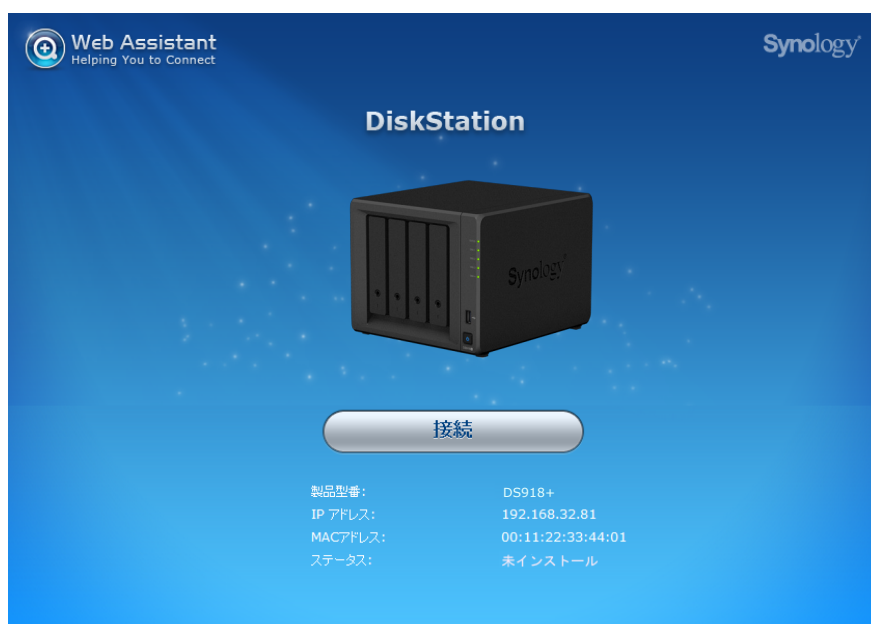 Web Assistant
Helping You to Connect
Synology
DiskStation
Synology
接続
製品型番: DS918+
IP アドレス: 192.168.32.81
MACアドレス: 00:11:22:33:44:01
ステータス: 未インストール